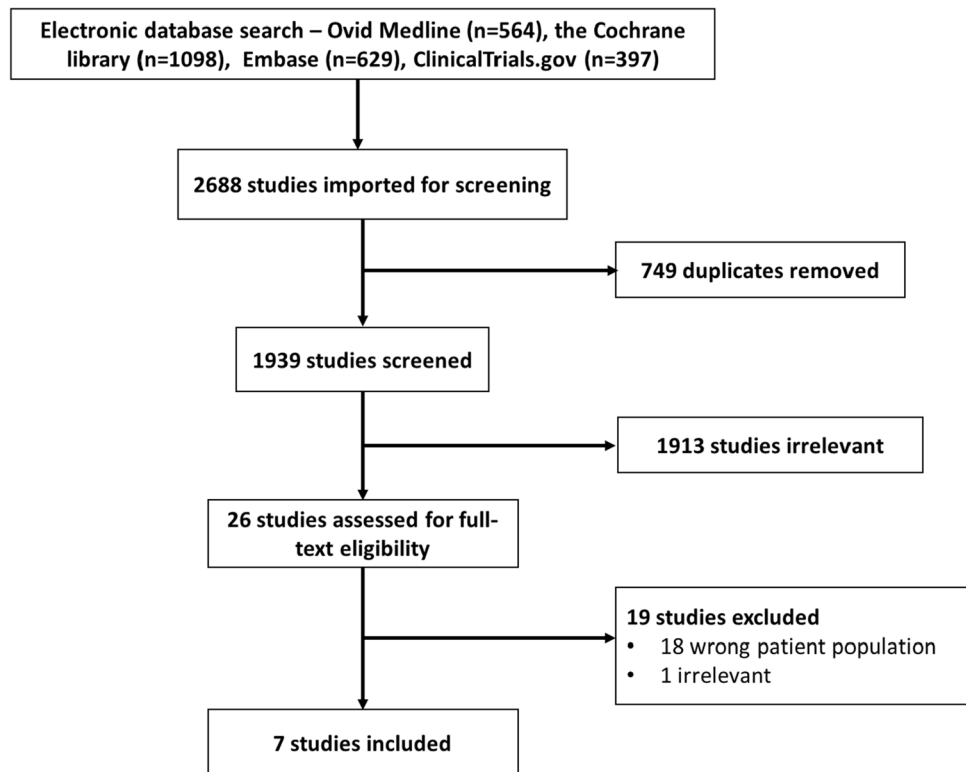 Electronic database search – Ovid Medline (n=564), the Cochrane
library (n=1098), Embase (n=629), ClinicalTrials.gov (n=397)
2688 studies imported for screening
749 duplicates removed
1939 studies screened
1913 studies irrelevant
26 studies assessed for full-
text eligibility
19 studies excluded
• 18 wrong patient population
• 1 irrelevant
7 studies included